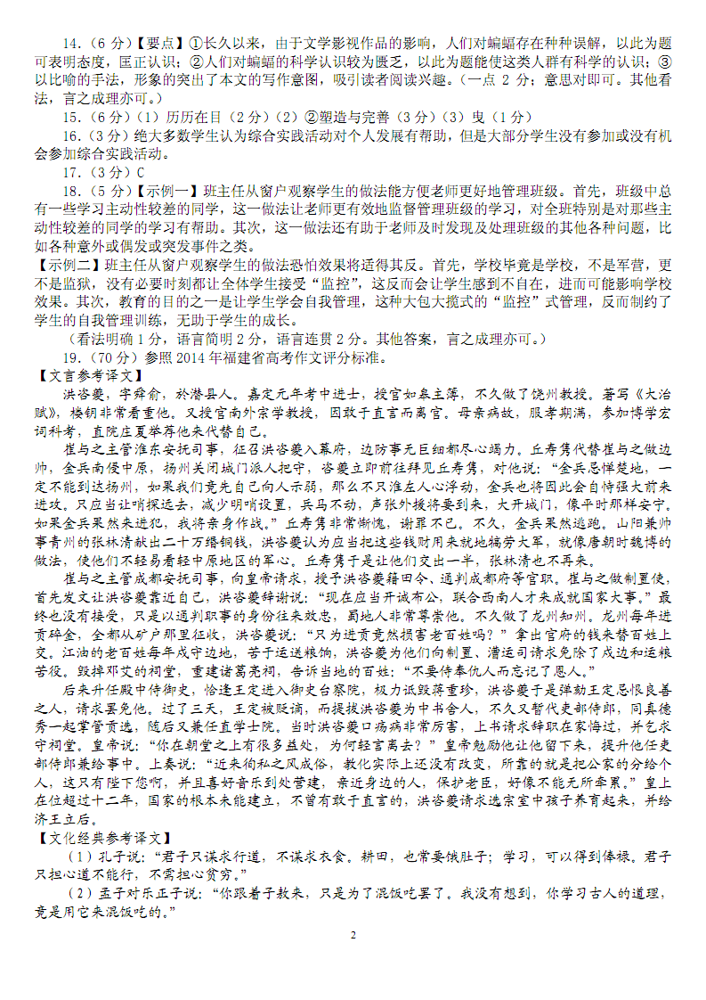 14.(6 分)【要点】①长久以来，由于文学影视作品的影响，人们对蝙蝠存在种种误解，以此为题
可表明态度，匡正认识；②人们对蝙蝠的科学认识较为匮乏，以此为题能使这类人群有科学的认识；③
以比喻的手法，形象的突出了本文的写作意图，吸引读者阅读兴趣。（一点 2 分；意思对即可。其他看
法，言之成理亦可。）
15.(6 分)(1) 历历在目 (2 分)(2) ②塑造与完善 (3 分)(3) 曳 (1 分)
16.(3 分) 绝大多数学生认为综合实践活动对个人发展有帮助，但是大部分学生没有参加或没有机
会参加综合实践活动。
17.(3 分) C
18.(5 分)【示例一】班主任从窗户观察学生的做法能方便老师更好地管理班级。首先，班级中总
有一些学习主动性较差的同学，这一做法让老师更有效地监督管理班级的学习，对全班特别是对那些主
动性较差的同学的学习有帮助。其次，这一做法还有助于老师及时发现及处理班级的其他各种问题，比
如各种意外或偶发或突发事件之类。
【示例二】班主任从窗户观察学生的做法恐怕效果将适得其反。首先，学校毕竟是学校，不是军营，更
不是监狱，没有必要时刻都让全体学生接受“监控”，这反而会让学生感到不自在，进而可能影响学校
效果。其次，教育的目的之一是让学生学会自我管理，这种大包大揽式的“监控”式管理，反而制约了
学生的自我管理训练，无助于学生的成长。
（看法明确 1 分，语言简明 2 分，语言连贯 2 分。其他答案，言之成理亦可。）
19.(70 分) 参照 2014 年福建省高考作文评分标准。
【文言参考译文】
洪咨夔，字舜俞，於潜县人。嘉定元年考中进士，授官如皋主簿，不久做了饶州教授。著写《大治
赋》，楼钥非常看重他。又授官南外宗学教授，因敢于直言而离官。母亲病故，服孝期满，参加博学宏
词科考，直院庄夏举荐他来代替自己。
崔与之主管淮东安抚司事，征召洪咨夔入幕府，边防事无巨细都尽心竭力。丘寿隽代替崔与之做边
帅，金兵南侵中原，扬州关闭城门派人把守，咨夔立即前往拜见丘寿隽，对他说：“金兵忌惮楚地，一
定不能到达扬州，如果我们竞先自己向人示弱，那么不只淮左人心浮动，金兵也将因此会自恃强大前来
进攻。只应当让哨探远去，减少明哨设置，兵马不动，声张外援将要到来，大开城门，像平时那样安宁。
如果金兵果然来进犯，我将亲身作战。”丘寿隽非常惭愧，谢罪不已。不久，金兵果然逃跑。山阳兼帅
事青州的张林清献出二十万缗铜钱，洪咨夔认为应当把这些钱财用来就地犒劳大军，就像唐朝时魏博的
做法，使他们不轻易看轻中原地区的军心。丘寿隽于是让他们交出一半，张林清也不再来。
崔与之主管成都安抚司事，向皇帝请求，授予洪咨夔籍田令、通判成都府等官职。崔与之做制置使，
首先发文让洪咨夔靠近自己，洪咨夔辞谢说：“现在应当开诚布公，联合西南人才来成就国家大事。”最
终也没有接受，只是以通判职事的身份往来效忠，蜀地人非常尊崇他。不久做了龙州知州。龙州每年进
贡碎金，全都从矿户那里征收，洪咨夔说：“只为进贡竟然损害老百姓吗？”拿出官府的钱来替百姓上
交。江油的老百姓每年戍守边地，苦于运送粮饷，洪咨夔为他们向制置、漕运司请求免除了戍边和运粮
苦役。毁掉邓艾的祠堂，重建诸葛亮祠，告诉当地的百姓：“不要侍奉仇人而忘记了恩人。”
后来升任殿中侍御史，恰逢王定进入御史台察院，极力诋毁蒋重珍，洪咨夔于是弹劾王定忌恨良善
之人，请求罢免他。过了三天，王定被贬谪，而提拔洪咨夔为中书舍人，不久又暂代吏部侍郎，同真德
秀一起掌管贡选，随后又兼任直学士院。当时洪咨夔口疡病非常厉害，上书请求辞职在家悔过，并乞求
守祠堂。皇帝说：“你在朝堂之上有很多益处，为何轻言离去？”皇帝勉励他让他留下来，提升他任吏
部侍郎兼给事中。上奏说：“近来徇私之风成俗，教化实际上还没有改变，所靠的就是把公家的分给个
人，这只有陛下您啊，并且喜好音乐到处营建，亲近身边的人，保护老臣，好像不能无所牵累。”皇上
在位超过十二年，国家的根本未能建立，不曾有敢于直言的，洪咨夔请求选宗室中孩子养育起来，并给
济王立后。
【文化经典参考译文】
（1）孔子说：“君子只谋求行道，不谋求衣食。耕田，也常要饿肚子；学习，可以得到俸禄。君子
只担心道不能行，不需担心贫穷。”
（2）孟子对乐正子说：“你跟着子敖来，只是为了混饭吃罢了。我没有想到，你学习古人的道理，
竟是用它来混饭吃的。”
2